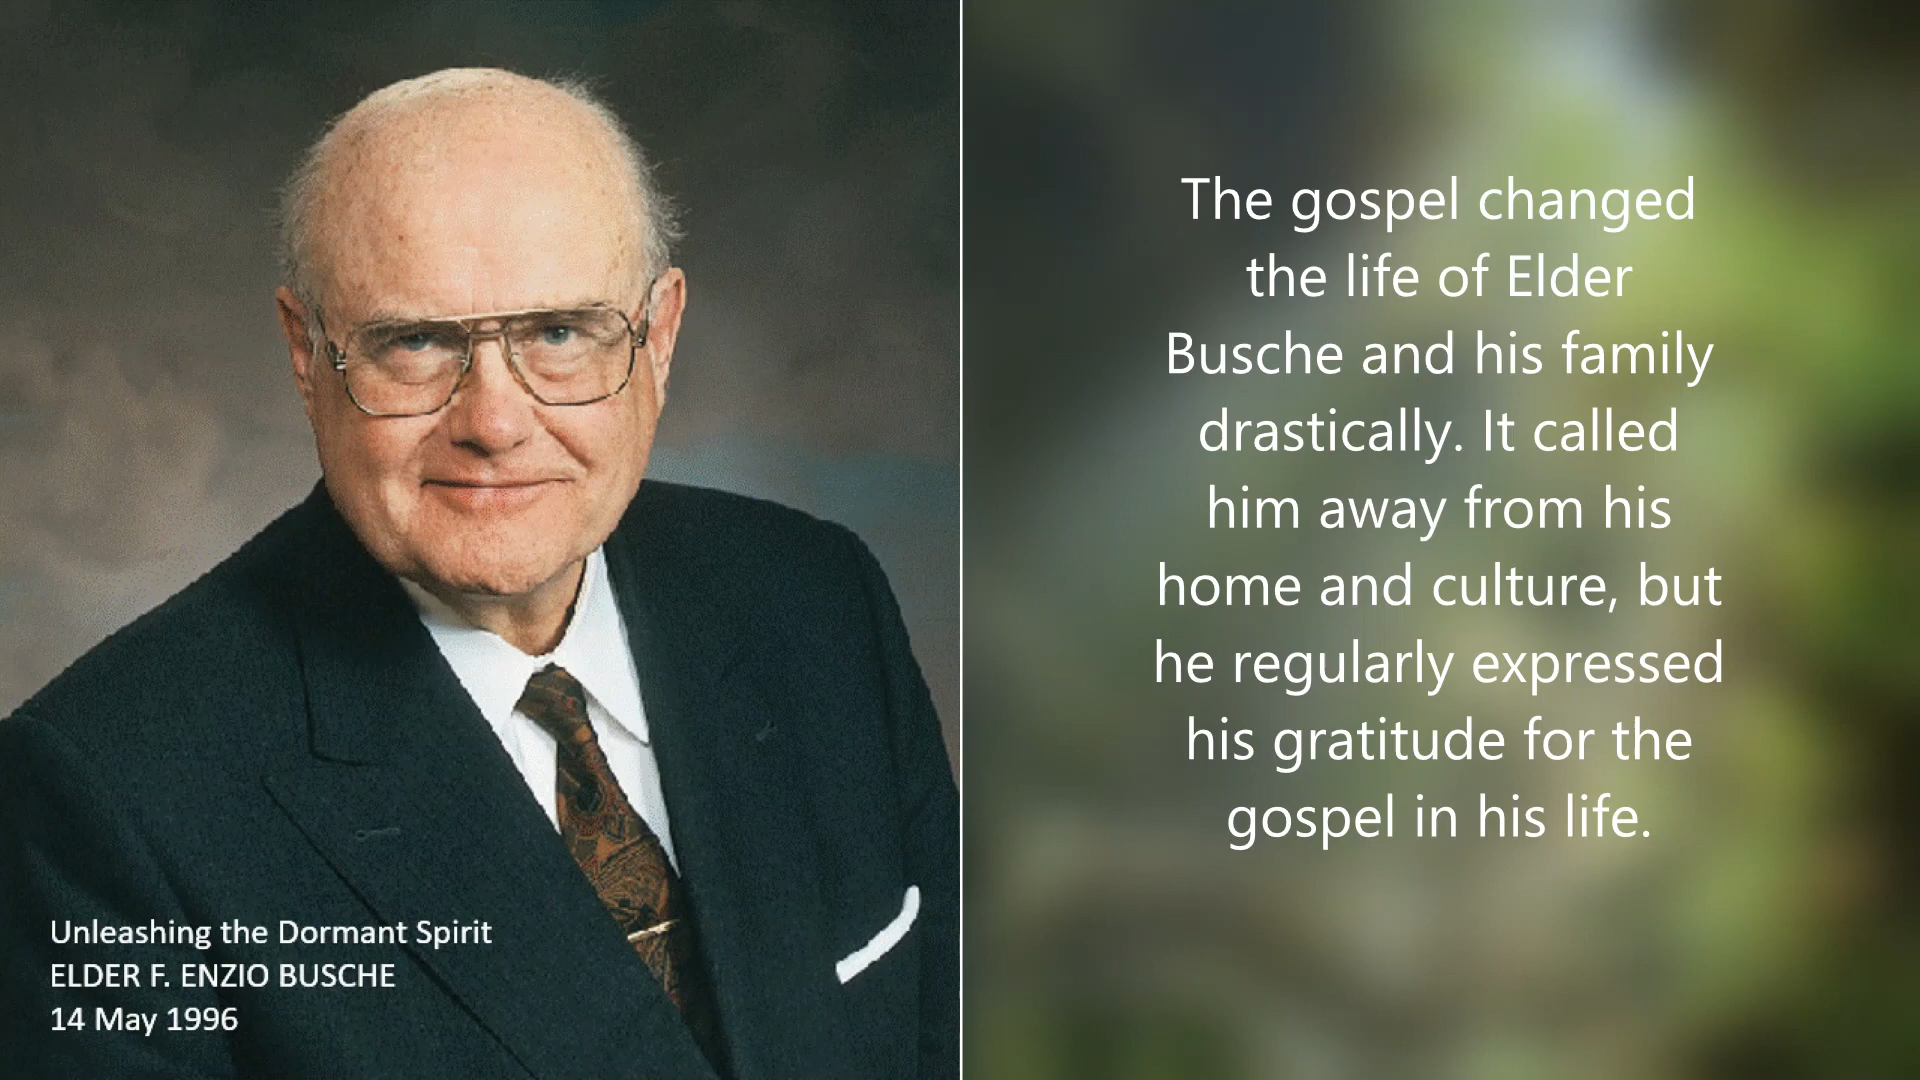 Unleashing the Dormant Spirit
ELDER F. ENZIO BUSCHE
14 May 1996
The gospel changed
the life of Elder
Busche and his family
drastically. It called
him away from his
home and culture, but
he regularly expressed
his gratitude for the
gospel in his life.